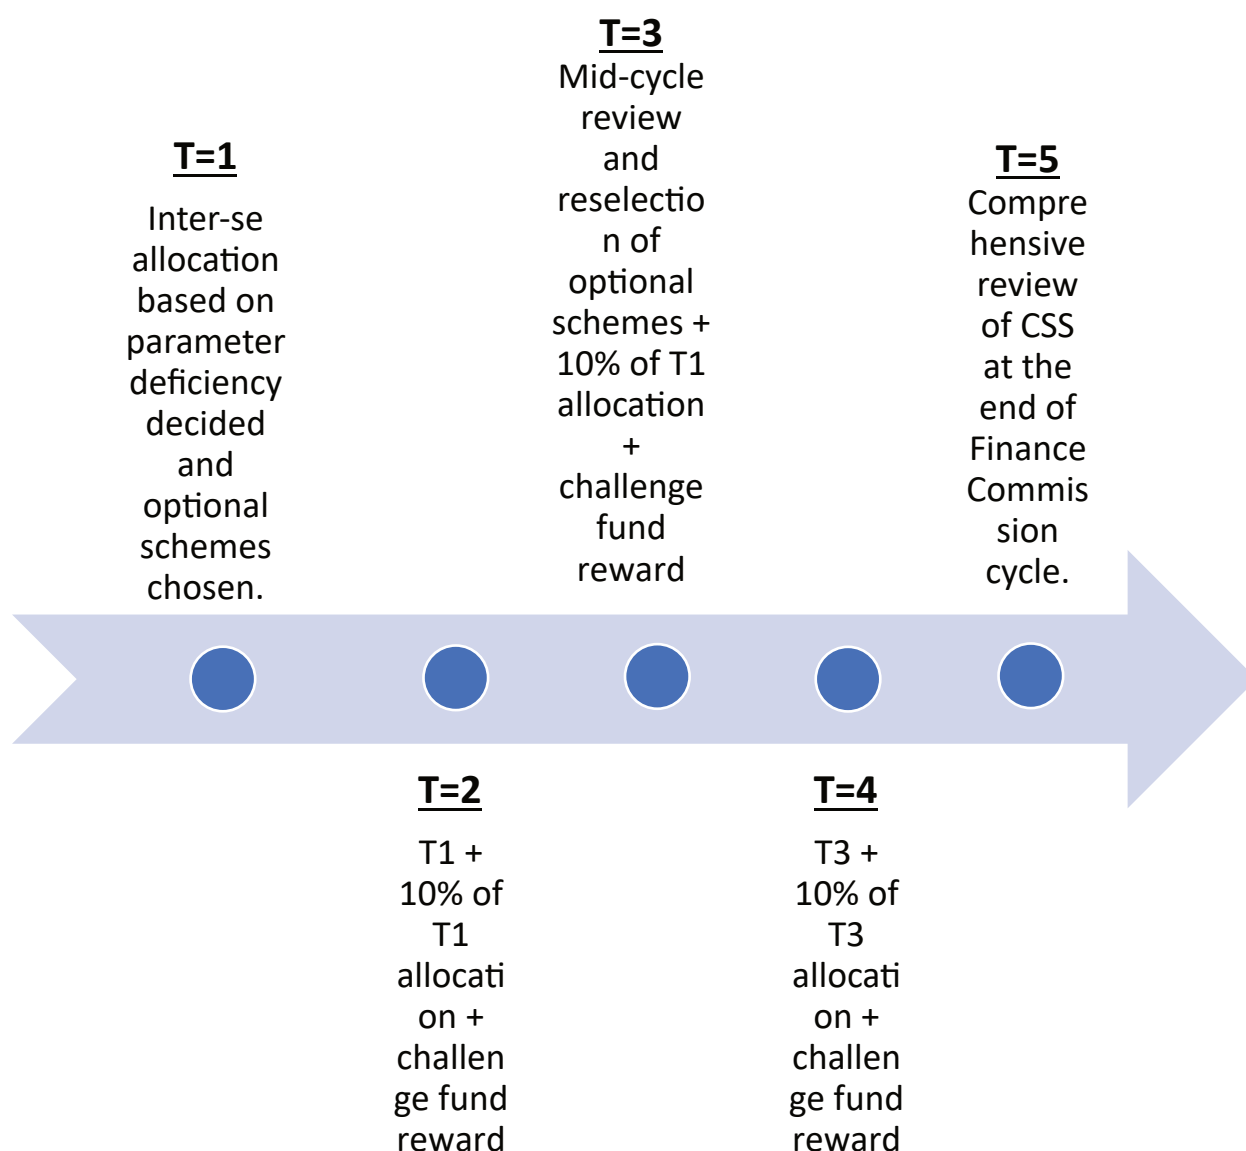 T=1
Inter-se
allocation
based on
parameter
deficiency
decided
and
optional
schemes
chosen.
T=2
T1 +
10% of
T1
allocati
on +
challen
ge fund
reward
T=3
Mid-cycle
review
and
reselectio
n of
optional
schemes +
10% of T1
allocation
+
challenge
fund
reward
T=4
T3 +
10% of
T3
allocati
on +
challen
ge fund
reward
T=5
Compre
hensive
review
of CSS
at the
end of
Finance
Commis
sion
cycle.